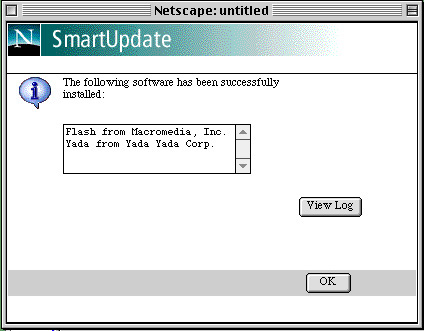 Netscape: untitled
N SmartUpdate
The following software has been successfully
installed:
Flash from Macromedia, Inc.
Yada from Yada Yada Corp.
View Log
OK